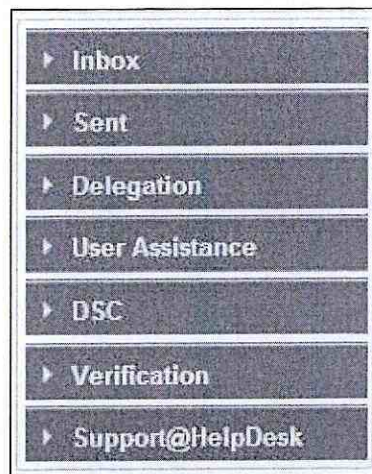 Inbox
Sent
Delegation
User Assistance
DSC
Verification
Support@HelpDesk